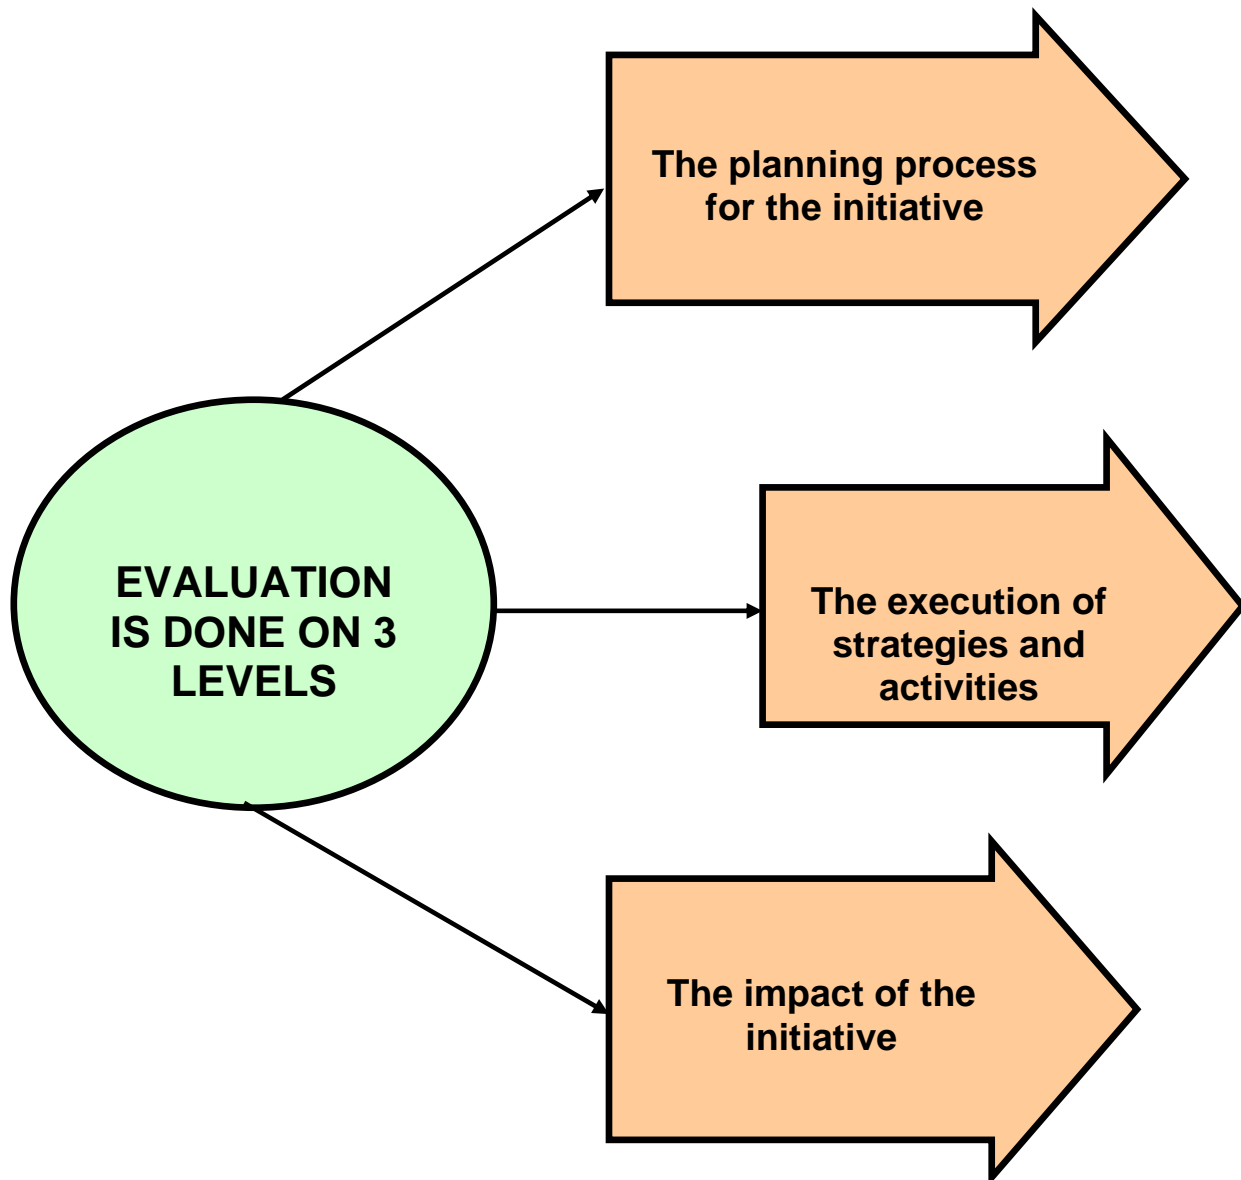 The planning process
for the initiative
EVALUATION
IS DONE ON 3
LEVELS
The execution of
strategies and
activities
The impact of the
initiative